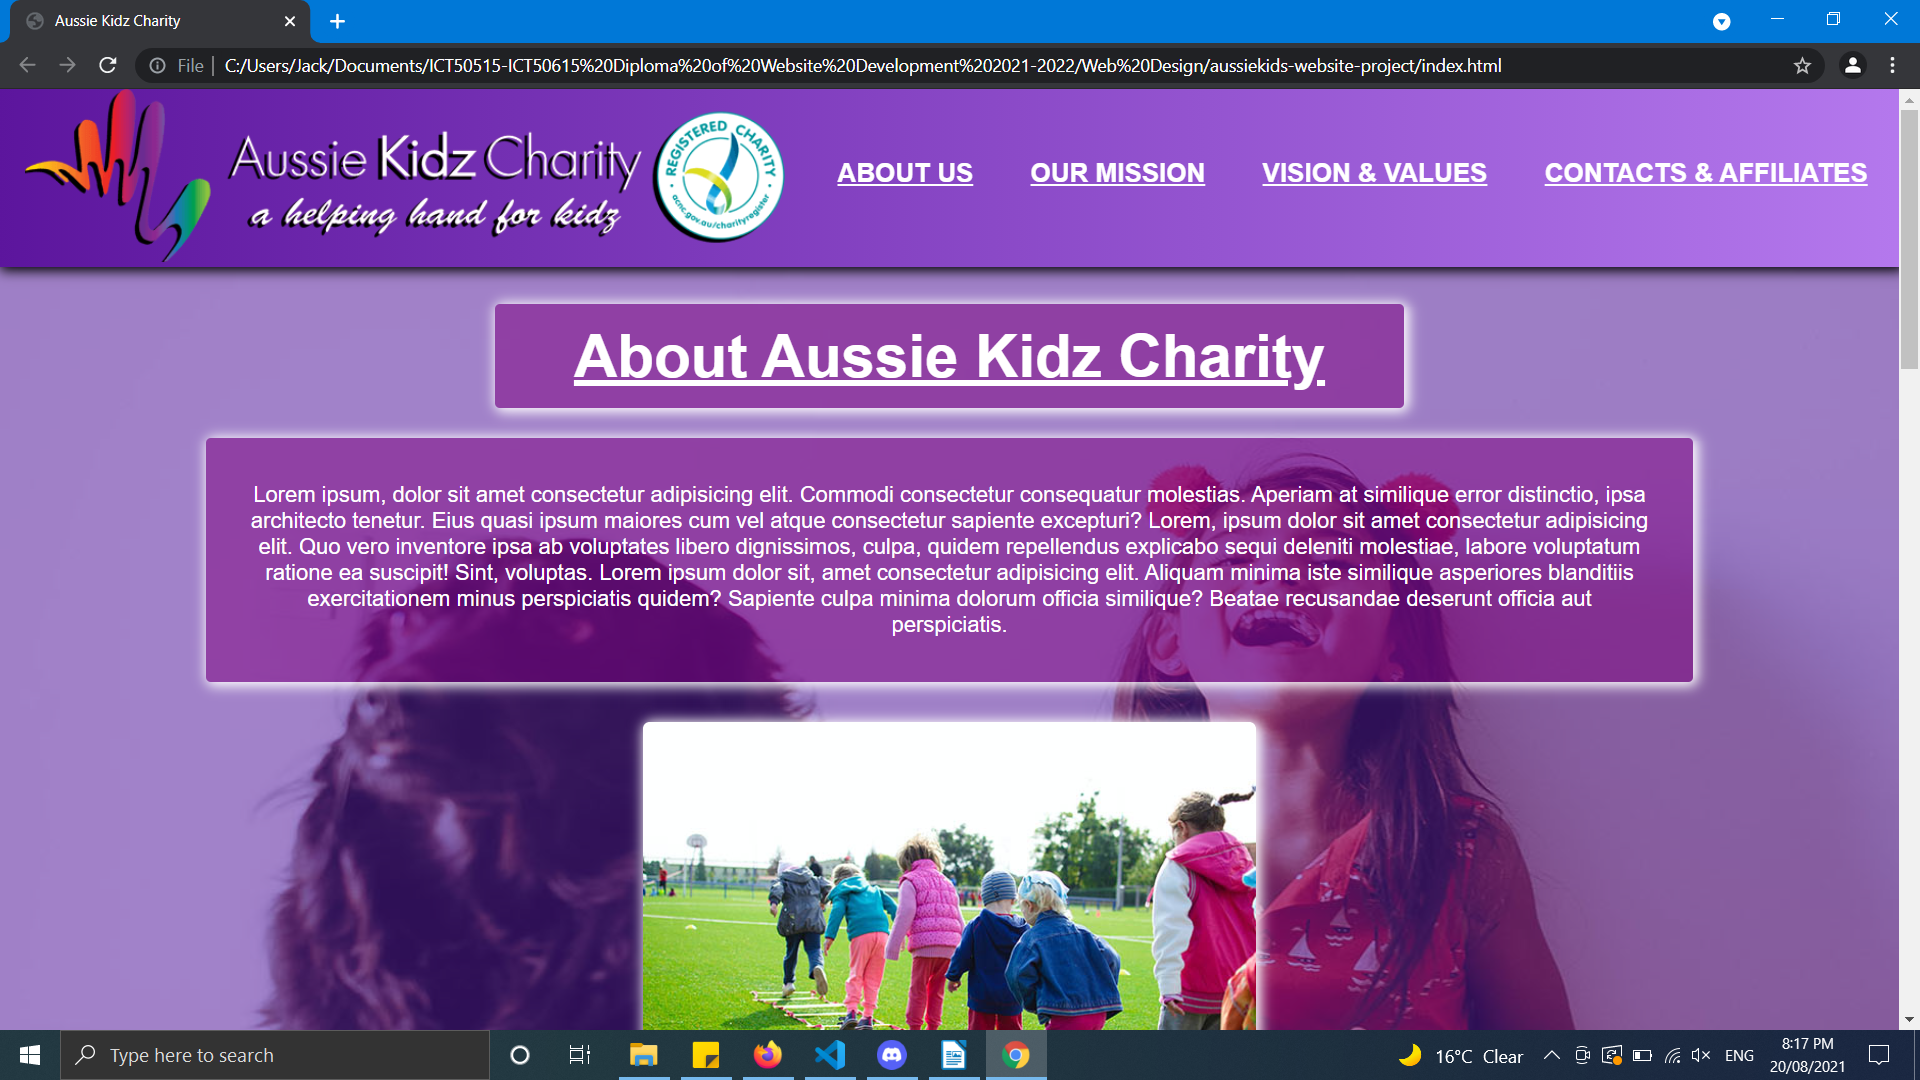 Aussie Kidz Charity
File
C:/Users/Jack/Documents/ICT50515-ICT50615%20Diploma%20of%20Website%20Development%202021-2022/Web%20Design/aussiekids-website-project/index.html
Aussie Kidz Charity
a helping hand for kidz
REGISTERED CHARITY
acnc.gov.au/charityregister
ABOUT US
OUR MISSION
VISION & VALUES
CONTACTS & AFFILIATES
About Aussie Kidz Charity
Lorem ipsum, dolor sit amet consectetur adipisicing elit. Commodi consectetur consequatur molestias. Aperiam at similique error distinctio, ipsa
architecto tenetur. Eius quasi ipsum maiores cum vel atque consectetur sapiente excepturi? Lorem, ipsum dolor sit amet consectetur adipisicing
elit. Quo vero inventore ipsa ab voluptates libero dignissimos, culpa, quidem repellendus explicabo sequi deleniti molestiae, labore voluptatum
ratione ea suscipit! Sint, voluptas. Lorem ipsum dolor sit, amet consectetur adipisicing elit. Aliquam minima iste similique asperiores blanditiis
exercitationem minus perspiciatis quidem? Sapiente culpa minima dolorum officia similique? Beatae recusandae deserunt officia aut
perspiciatis.
Type here to search
16°C Clear
ENG
8:17 PM
20/08/2021